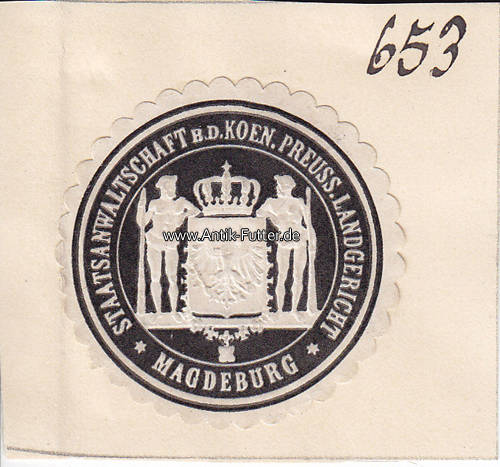 653
STAATSANWALTSCHAFT B.D. KOEN. PREUSS. LANDGERICHT
www.Antik-Futter.de
* MAGDEBURG *